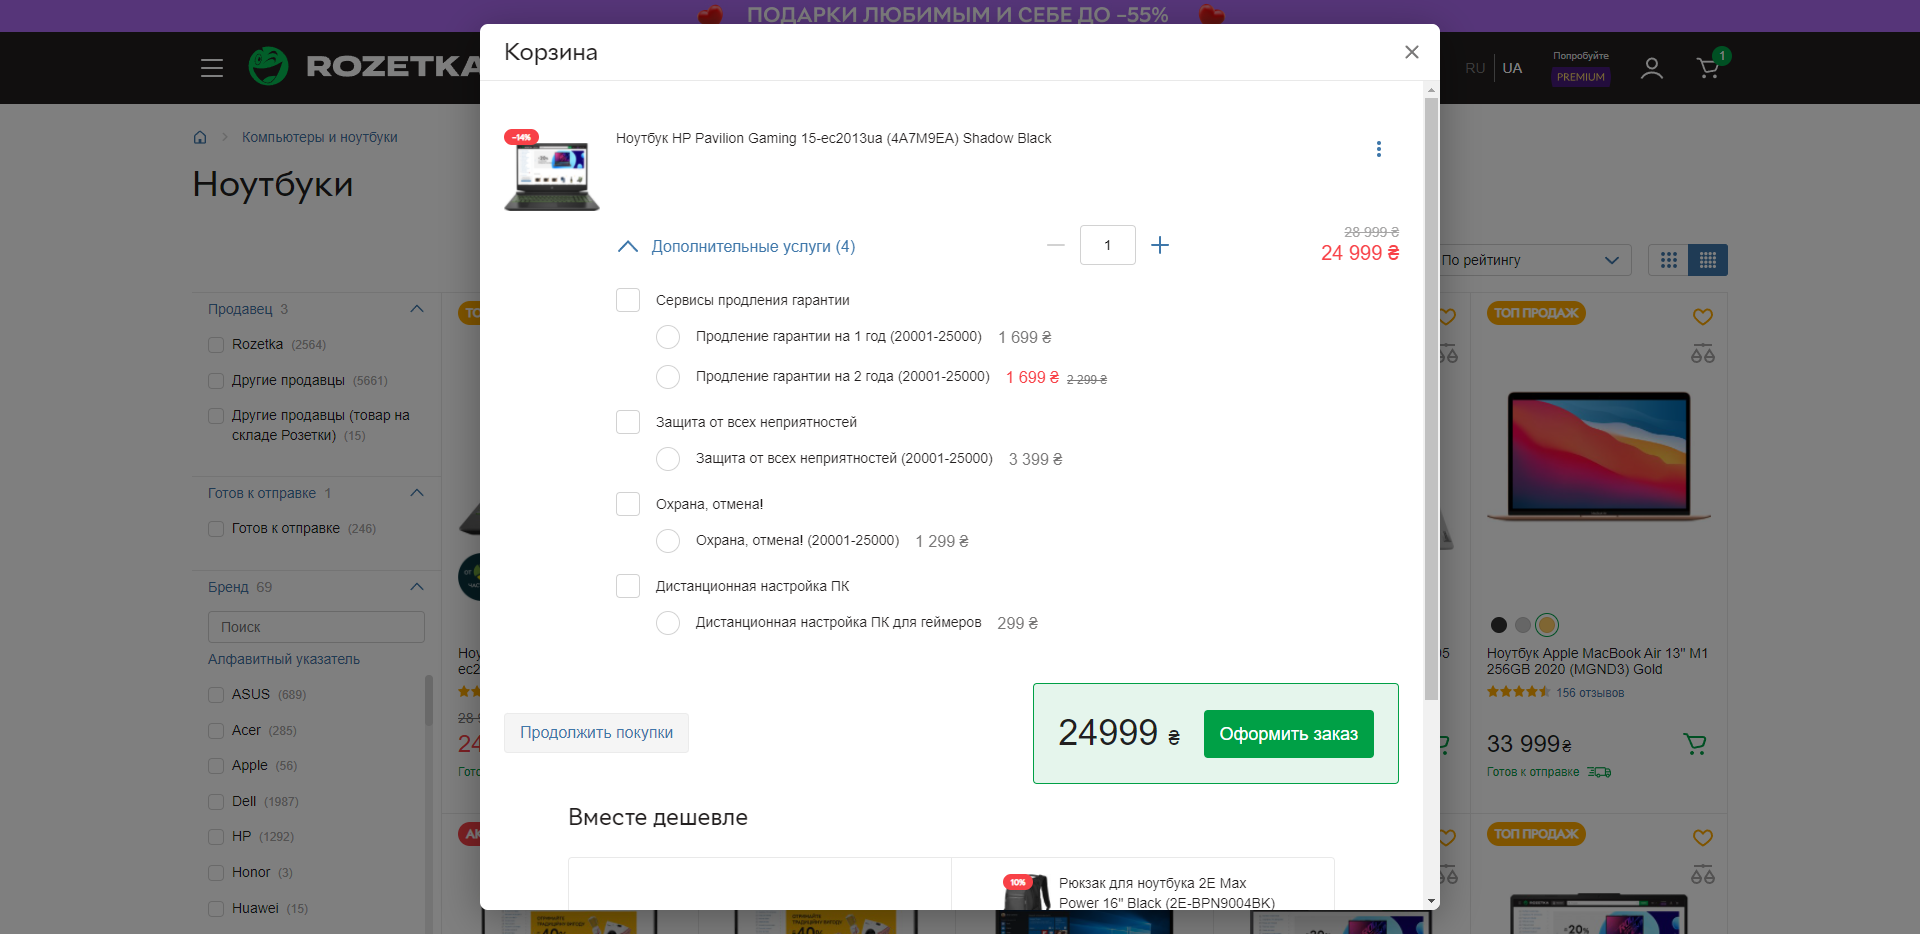 ПОДАРКИ ЛЮБИМЫМ И СЕБЕ ДО –55%
ROZETKA
RU UA
Попробуйте
PREMIUM
1
Компьютеры и ноутбуки
Ноутбуки
По рейтингу
Продавец 3
Rozetka (2564)
Другие продавцы (5661)
Другие продавцы (товар на
складе Розетки) (15)
Готов к отправке 1
Готов к отправке (246)
Бренд 69
Поиск
Алфавитный указатель
ASUS (689)
Acer (285)
Apple (56)
Dell (1987)
HP (1292)
Honor (3)
Huawei (15)
Корзина
–14%
Ноутбук HP Pavilion Gaming 15-ec2013ua (4A7M9EA) Shadow Black
Дополнительные услуги (4)
1
28 999 ₴
24 999 ₴
Сервисы продления гарантии
Продление гарантии на 1 год (20001-25000) 1 699 ₴
Продление гарантии на 2 года (20001-25000) 1 699 ₴ 2 299 ₴
Защита от всех неприятностей
Защита от всех неприятностей (20001-25000) 3 399 ₴
Охрана, отмена!
Охрана, отмена! (20001-25000) 1 299 ₴
Дистанционная настройка ПК
Дистанционная настройка ПК для геймеров 299 ₴
Продолжить покупки
24999 ₴
Оформить заказ
Вместе дешевле
10%
Рюкзак для ноутбука 2E Max
Power 16" Black (2E-BPN9004BK)
ТОП ПРОДАЖ
Ноутбук Apple MacBook Air 13" M1
256GB 2020 (MGND3) Gold
156 отзывов
33 999₴
Готов к отправке
ТОП ПРОДАЖ